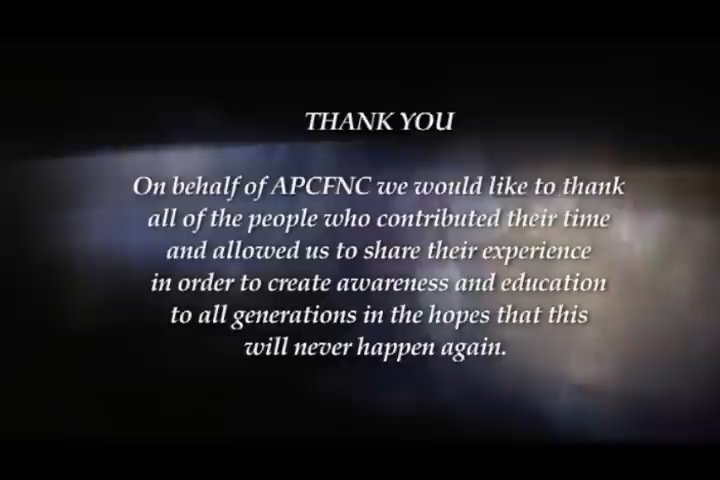 THANK YOU
On behalf of APCFNC we would like to thank
all of the people who contributed their time
and allowed us to share their experience
in order to create awareness and education
to all generations in the hopes that this
will never happen again.